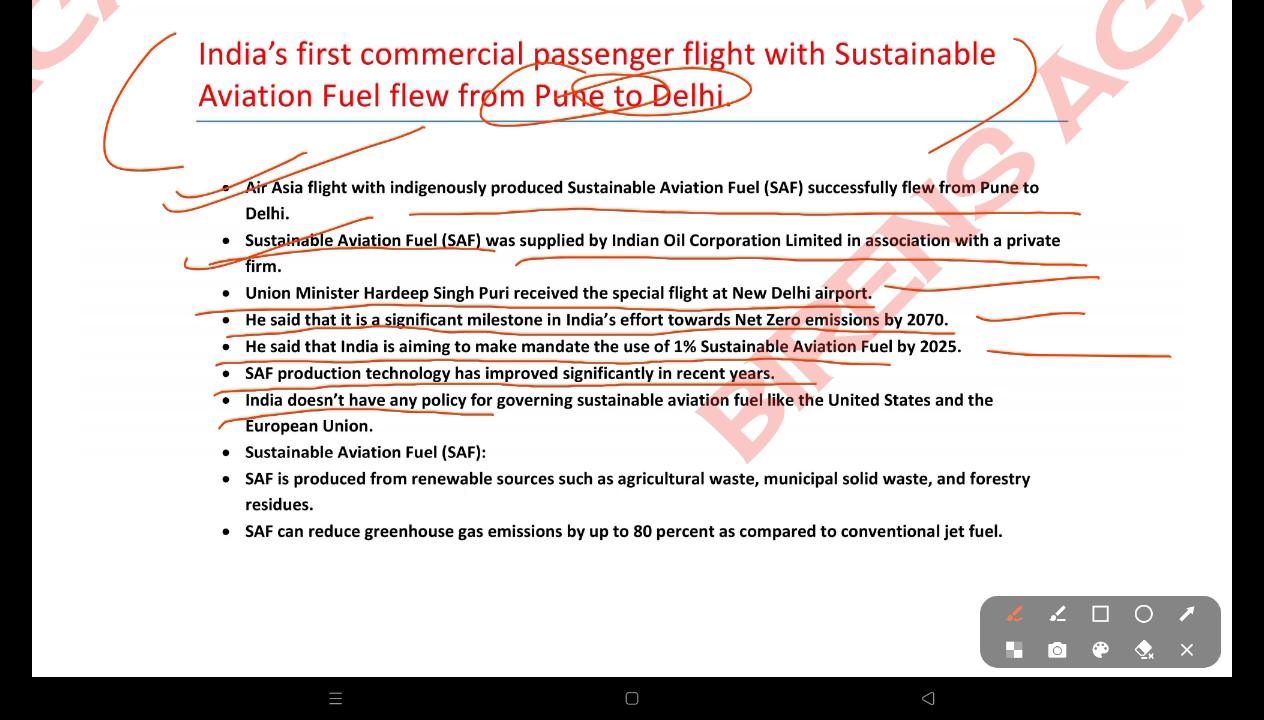 India’s first commercial passenger flight with Sustainable
Aviation Fuel flew from Pune to Delhi.
• Air Asia flight with indigenously produced Sustainable Aviation Fuel (SAF) successfully flew from Pune to
Delhi.
• Sustainable Aviation Fuel (SAF) was supplied by Indian Oil Corporation Limited in association with a private
firm.
• Union Minister Hardeep Singh Puri received the special flight at New Delhi airport.
• He said that it is a significant milestone in India’s effort towards Net Zero emissions by 2070.
• He said that India is aiming to make mandate the use of 1% Sustainable Aviation Fuel by 2025.
• SAF production technology has improved significantly in recent years.
• India doesn’t have any policy for governing sustainable aviation fuel like the United States and the
European Union.
• Sustainable Aviation Fuel (SAF):
• SAF is produced from renewable sources such as agricultural waste, municipal solid waste, and forestry
residues.
• SAF can reduce greenhouse gas emissions by up to 80 percent as compared to conventional jet fuel.
BIRENS ACA